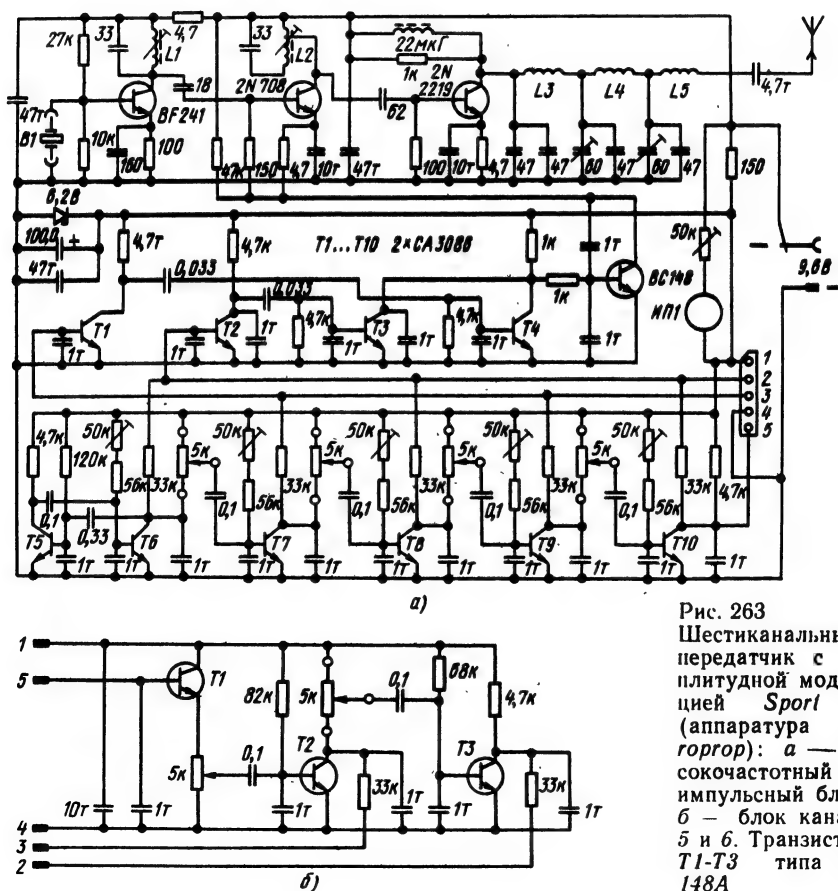 33 L1 4,7 33 L2 22мкГ
27к 1к 2N 2219
18 2N 708 62 L3 L4 L5 4,7т
47т BF241
В1 10к 160 100 47к 150 4,7 10т 47т 100 10т 4,7 47 47 60 47 60 47 150
8,2В
100,0 + 4,7т 4,7к Т1...Т10 2×СА3086 1к 1т 50к 9,6В
47т 0,033 0,033 1к ВС148
1т Т1 1т Т2 1т 4,7к 1т Т3 1т 4,7к 1т Т4 1т ИП1
1
2
3
4
5
4,7к 120к 50к 56к 33к 5к 50к 56к 33к 5к 50к 56к 33к 5к 50к 56к 33к 4,7к
0,1 0,33 0,1 0,1 0,1 0,1
Т5 1т 1т Т6 1т 1т Т7 1т 1т Т8 1т 1т Т9 1т 1т Т10 1т
а)
1 Т1 68к
5 82к 5к 0,1 4,7к
5к 0,1 Т2 Т3
10т 1т 1т 33к 1т 1т 33к 1т
4
3
2
б)
Рис. 263
Шестиканальны
передатчик с
плитудной мод
цией Sport
(аппаратура
ropгор): а —
сокочастотный
импульсный бл
б — блок кана
5 и 6. Транзист
Т1-Т3 типа
148А